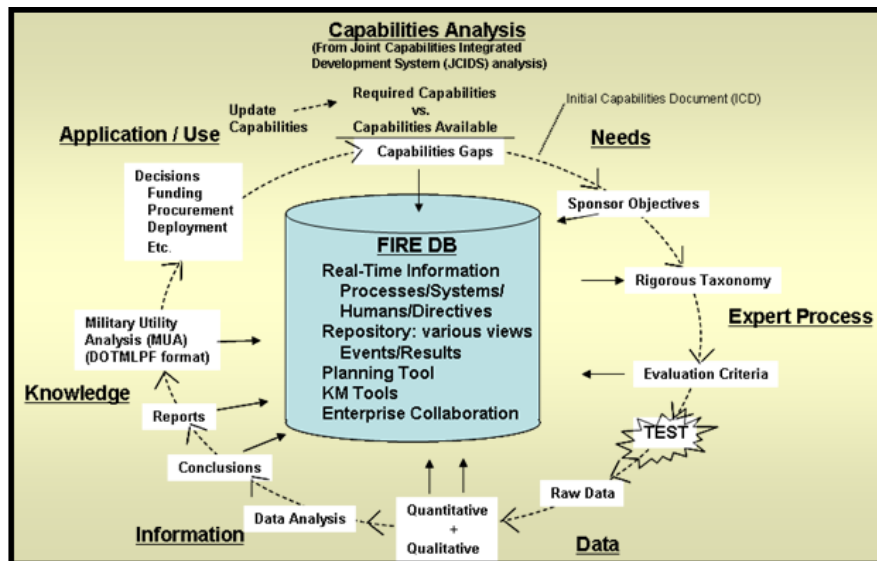 Capabilities Analysis
(From Joint Capabilities Integrated
Development System (JCIDS) analysis)
Update
Capabilities
Required Capabilities
vs.
Capabilities Available
Capabilities Gaps
Initial Capabilities Document (ICD)
Application / Use
Needs
Decisions
Funding
Procurement
Deployment
Etc.
Sponsor Objectives
FIRE DB
Real-Time Information
Processes/Systems/
Humans/Directives
Repository: various views
Events/Results
Planning Tool
KM Tools
Enterprise Collaboration
Rigorous Taxonomy
Expert Process
Military Utility
Analysis (MUA)
(DOTMLPF format)
Evaluation Criteria
Knowledge
Reports
TEST
Conclusions
Raw Data
Information
Data Analysis
Quantitative
+
Qualitative
Data